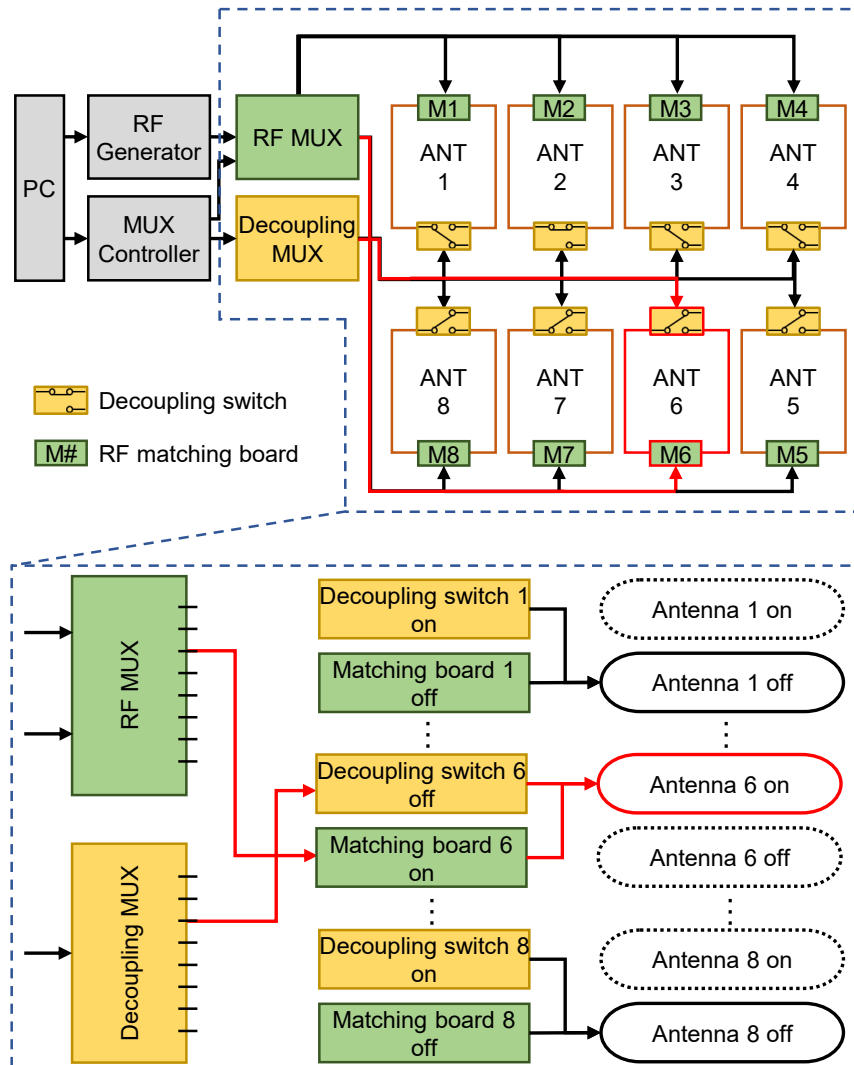 PC
RF
Generator
MUX
Controller
RF MUX
Decoupling
MUX
M1
M2
M3
M4
ANT
1
ANT
2
ANT
3
ANT
4
ANT
8
ANT
7
ANT
6
ANT
5
M8
M7
M6
M5
Decoupling switch
M#
RF matching board
RF MUX
Decoupling MUX
Decoupling switch 1
on
Matching board 1
off
Decoupling switch 6
off
Matching board 6
on
Decoupling switch 8
on
Matching board 8
off
Antenna 1 on
Antenna 1 off
Antenna 6 on
Antenna 6 off
Antenna 8 on
Antenna 8 off